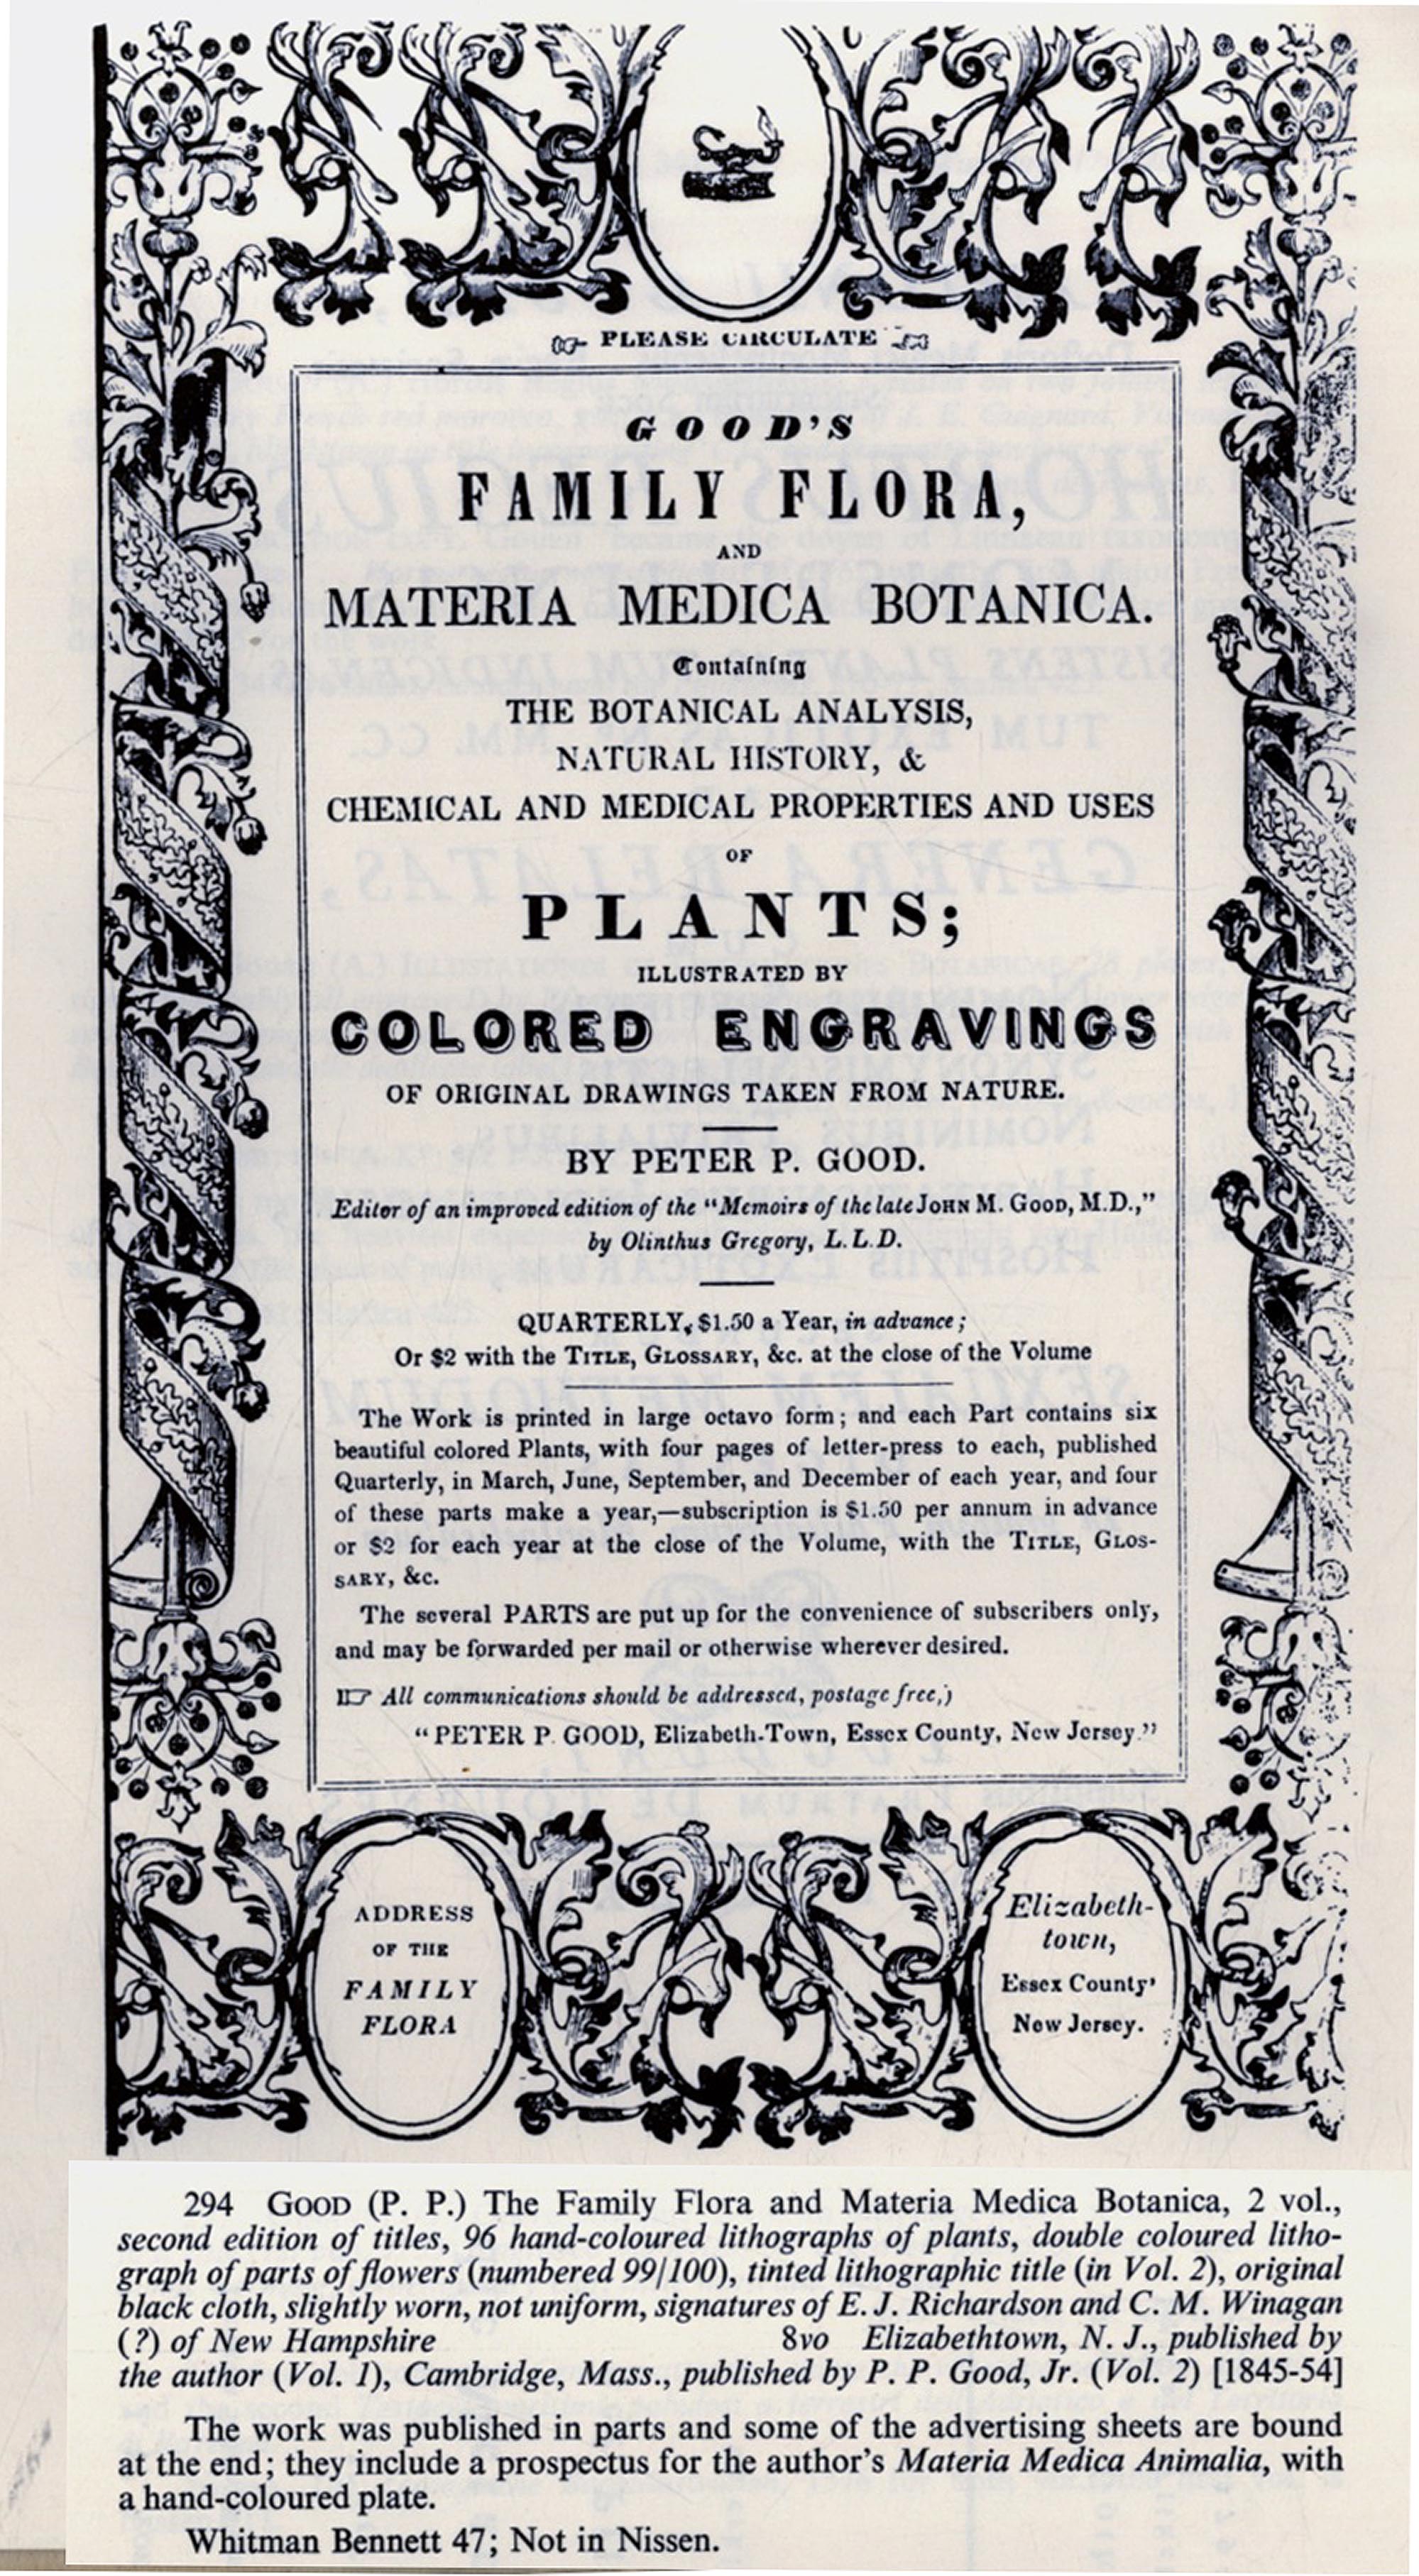 PLEASE CIRCULATE
GOOD'S
FAMILY FLORA,
AND
MATERIA MEDICA BOTANICA.
Containing
THE BOTANICAL ANALYSIS,
NATURAL HISTORY, &
CHEMICAL AND MEDICAL PROPERTIES AND USES
OF
PLANTS;
ILLUSTRATED BY
COLORED ENGRAVINGS
OF ORIGINAL DRAWINGS TAKEN FROM NATURE.
BY PETER P. GOOD.
Editor of an improved edition of the "Memoirs of the late JOHN M. GOOD, M.D.,"
by Olinthus Gregory, L.L.D.
QUARTERLY, $1.50 a Year, in advance;
Or $2 with the TITLE, GLOSSARY, &c. at the close of the Volume
The Work is printed in large octavo form; and each Part contains six
beautiful colored Plants, with four pages of letter-press to each, published
Quarterly, in March, June, September, and December of each year, and four
of these parts make a year,—subscription is $1.50 per annum in advance
or $2 for each year at the close of the Volume, with the TITLE, GLOS-
SARY, &c.
The several PARTS are put up for the convenience of subscribers only,
and may be forwarded per mail or otherwise wherever desired.
☞ All communications should be addressed, postage free,)
"PETER P. GOOD, Elizabeth-Town, Essex County, New Jersey."
ADDRESS
OF THE
FAMILY
FLORA
Elizabeth-
town,
Essex County'
New Jersey.
294 GOOD (P. P.) The Family Flora and Materia Medica Botanica, 2 vol.,
second edition of titles, 96 hand-coloured lithographs of plants, double coloured litho-
graph of parts of flowers (numbered 99/100), tinted lithographic title (in Vol. 2), original
black cloth, slightly worn, not uniform, signatures of E. J. Richardson and C. M. Winagan
(?) of New Hampshire 8vo Elizabethtown, N. J., published by
the author (Vol. 1), Cambridge, Mass., published by P. P. Good, Jr. (Vol. 2) [1845-54]
The work was published in parts and some of the advertising sheets are bound
at the end; they include a prospectus for the author's Materia Medica Animalia, with
a hand-coloured plate.
Whitman Bennett 47; Not in Nissen.